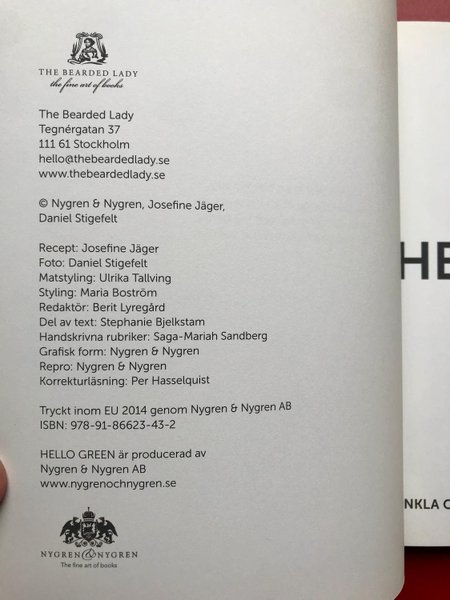 THE BEARDED LADY
the fine art of books
The Bearded Lady
Tegnérgatan 37
111 61 Stockholm
hello@thebeardedlady.se
www.thebeardedlady.se
© Nygren & Nygren, Josefine Jäger,
Daniel Stigefelt
Recept: Josefine Jäger
Foto: Daniel Stigefelt
Matstyling: Ulrika Tallving
Styling: Maria Boström
Redaktör: Berit Lyregård
Del av text: Stephanie Bjelkstam
Handskrivna rubriker: Saga-Mariah Sandberg
Grafisk form: Nygren & Nygren
Repro: Nygren & Nygren
Korrekturläsning: Per Hasselquist
Tryckt inom EU 2014 genom Nygren & Nygren AB
ISBN: 978-91-86623-43-2
HELLO GREEN är producerad av
Nygren & Nygren AB
www.nygrenochnygren.se
NYGREN & NYGREN
The fine art of books
HE
NKLA